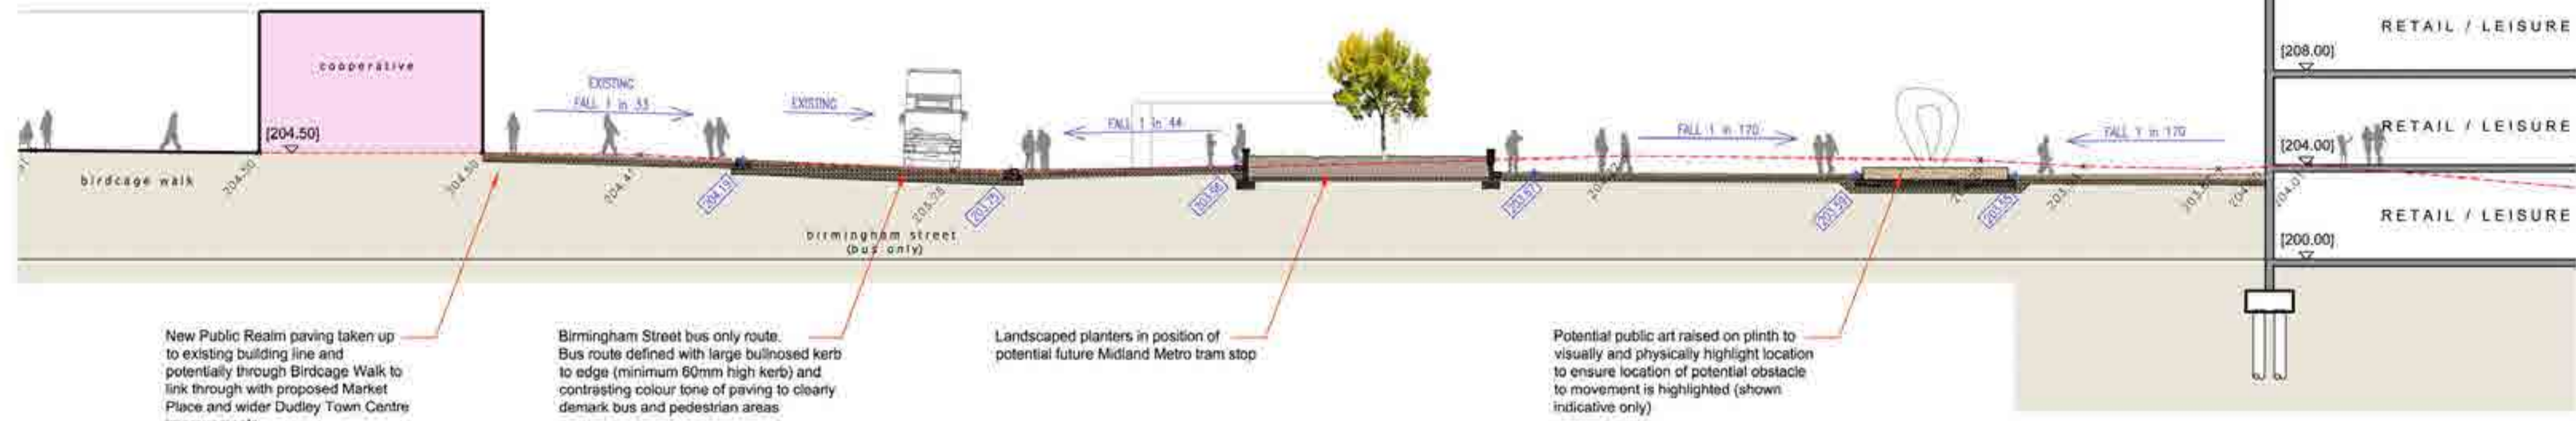 RETAIL / LEISURE
[208.00]
cooperative
EXISTING
FALL 1 in 33
EXISTING
FALL 1 in 44
FALL 1 in 170
FALL 1 in 170
[204.50]
RETAIL / LEISURE
[204.00]
birdcage walk
204.50
204.50
204.41
204.19
203.75
203.56
203.59
203.55
birmingham street
(bus only)
RETAIL / LEISURE
[200.00]
New Public Realm paving taken up
to existing building line and
potentially through Birdcage Walk to
link through with proposed Market
Place and wider Dudley Town Centre
Birmingham Street bus only route.
Bus route defined with large bullnosed kerb
to edge (minimum 60mm high kerb) and
contrasting colour tone of paving to clearly
demark bus and pedestrian areas
Landscaped planters in position of
potential future Midland Metro tram stop
Potential public art raised on plinth to
visually and physically highlight location
to ensure location of potential obstacle
to movement is highlighted (shown
indicative only)